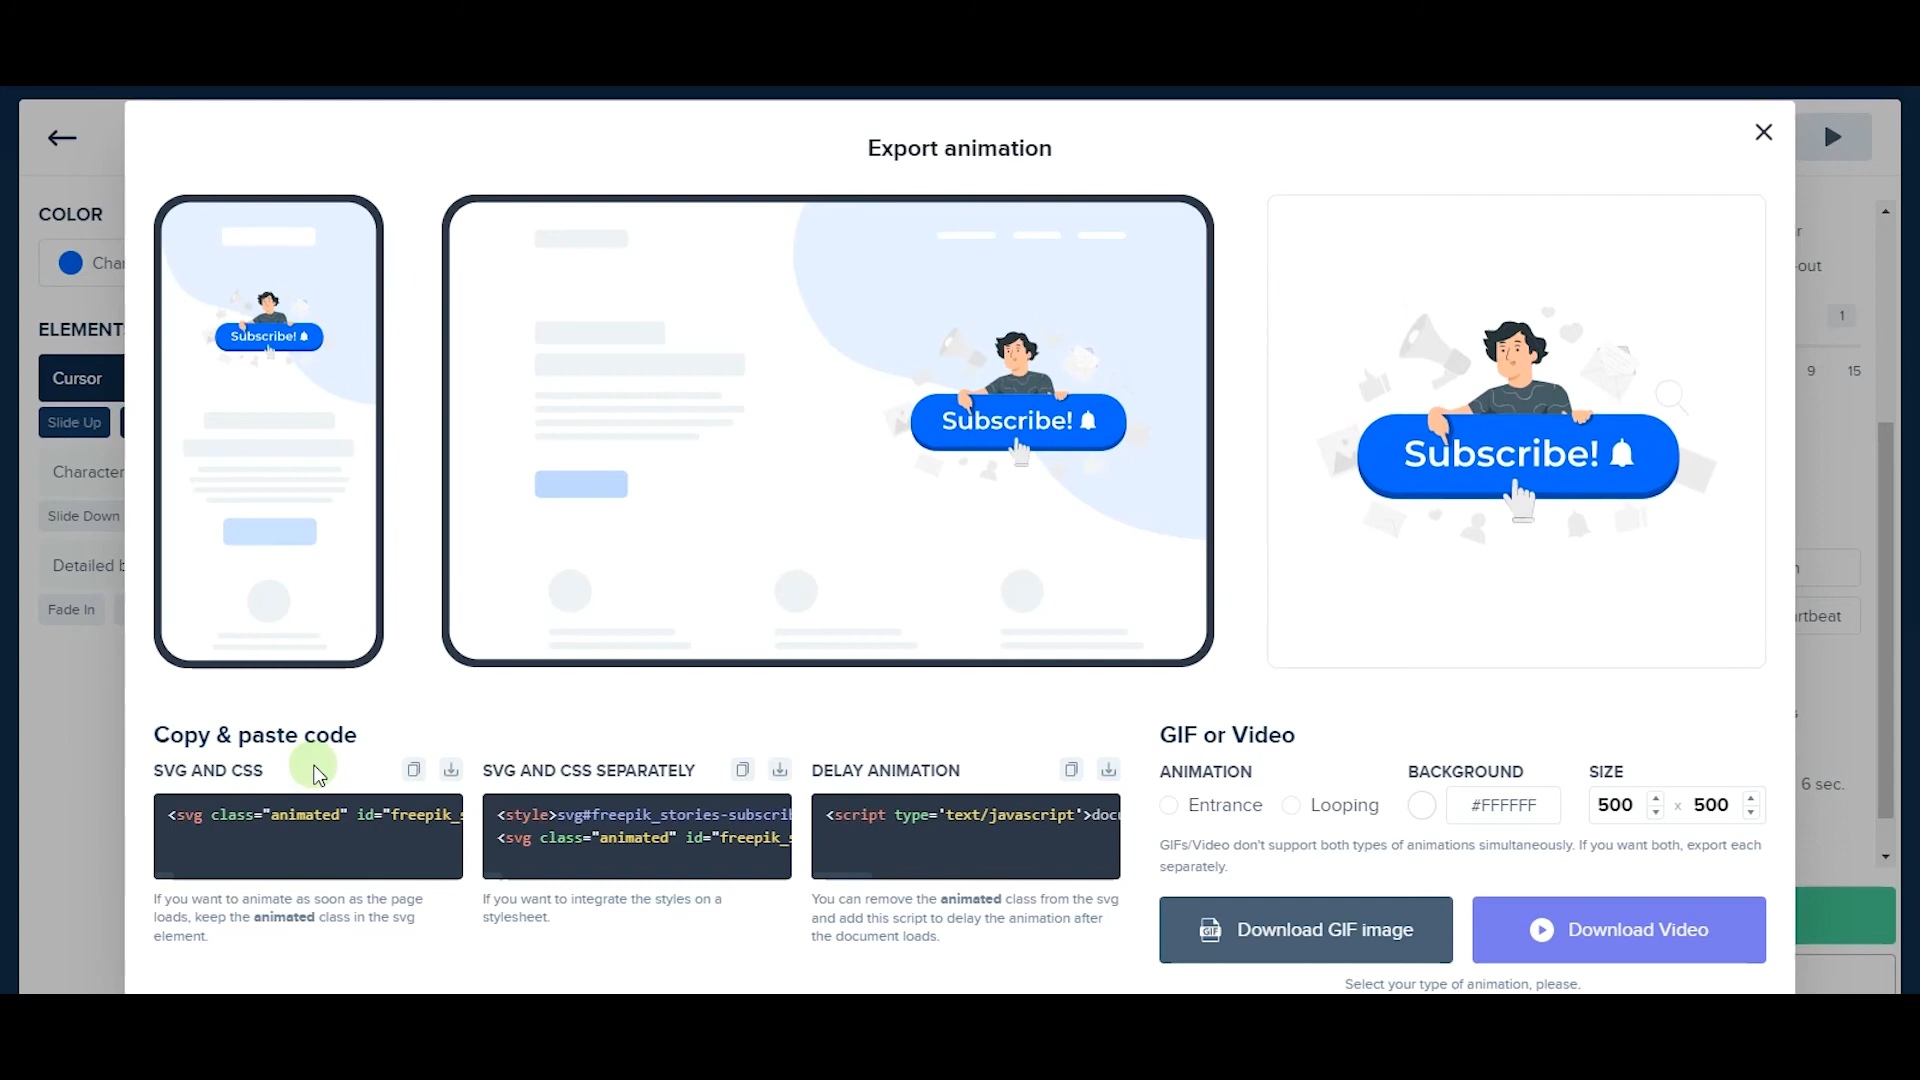 Export animation
COLOR
ELEMENT
Cursor
Slide Up
Character
Slide Down
Detailed
Fade In
Subscribe!
Subscribe!
Subscribe!
out
1
9 15
rtbeat
6 sec.
Copy & paste code
SVG AND CSS
<svg class="animated" id="freepik_
If you want to animate as soon as the page
loads, keep the animated class in the svg
element.
SVG AND CSS SEPARATELY
<style>svg#freepik_stories-subscri
<svg class="animated" id="freepik_
If you want to integrate the styles on a
stylesheet.
DELAY ANIMATION
<script type='text/javascript'>doc
You can remove the animated class from the svg
and add this script to delay the animation after
the document loads.
GIF or Video
ANIMATION BACKGROUND SIZE
Entrance Looping #FFFFFF 500 x 500
GIFs/Video don't support both types of animations simultaneously. If you want both, export each
separately.
GIF Download GIF image Download Video
Select your type of animation, please.